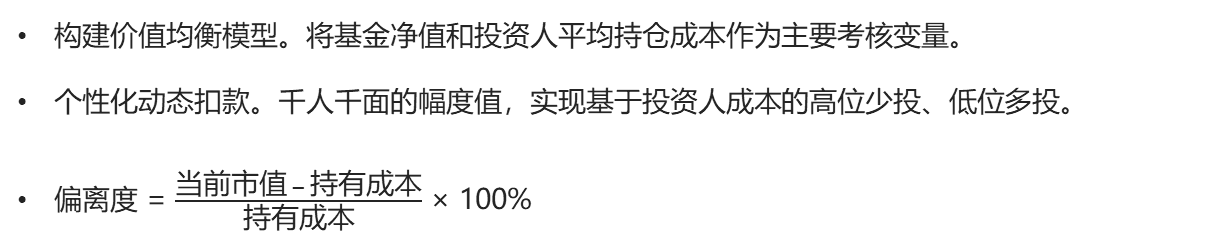 • 构建价值均衡模型。将基金净值和投资人平均持仓成本作为主要考核变量。
• 个性化动态扣款。千人千面的幅度值，实现基于投资人成本的高位少投、低位多投。
• 偏离度 = (当前市值 – 持有成本) / 持有成本 × 100%